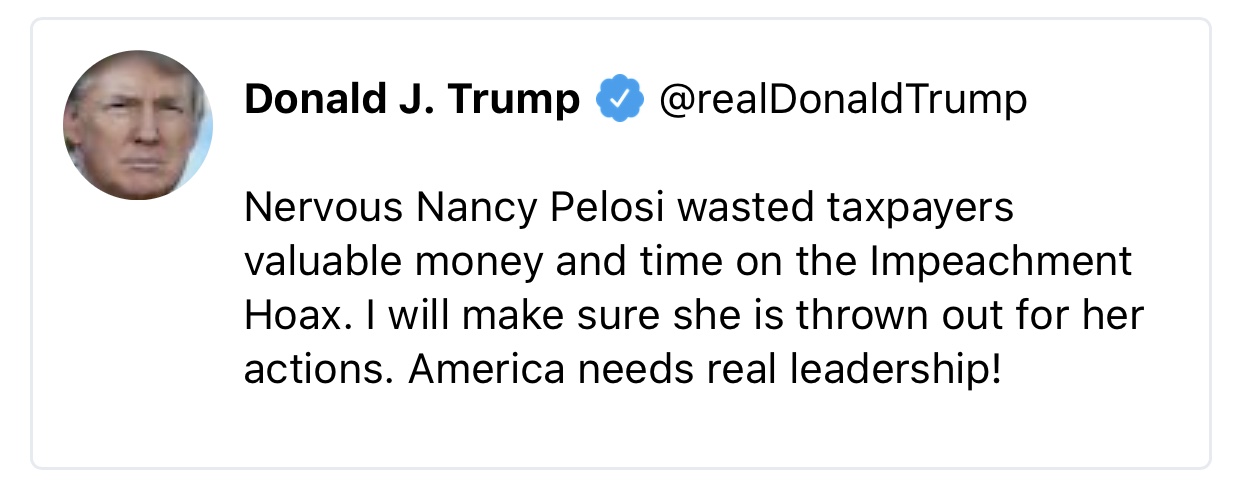 Donald J. Trump @realDonaldTrump
Nervous Nancy Pelosi wasted taxpayers
valuable money and time on the Impeachment
Hoax. I will make sure she is thrown out for her
actions. America needs real leadership!